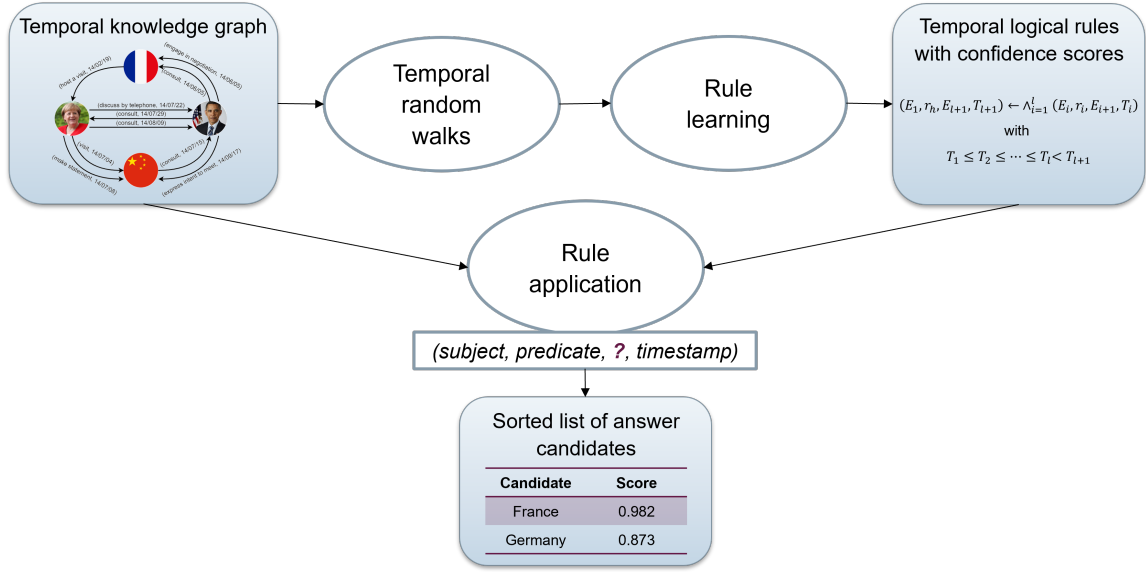 Temporal knowledge graph
(engage in negotiation, 14/06/05)
(host a visit, 14/02/19)
(consult, 14/06/05)
(discuss by telephone, 14/07/22)
(consult, 14/07/29)
(consult, 14/08/09)
(visit, 14/07/04)
(consult, 14/07/15)
(make statement, 14/07/08)
(express intent to meet, 14/09/17)
Temporal
random
walks
Rule
learning
Temporal logical rules
with confidence scores
(E₁, rₕ, Eₗ₊₁, Tₗ₊₁) ← ∧ˡᵢ₌₁ (Eᵢ, rᵢ, Eᵢ₊₁, Tᵢ)
with
T₁ ≤ T₂ ≤ ⋯ ≤ Tₗ < Tₗ₊₁
Rule
application
(subject, predicate, ?, timestamp)
Sorted list of answer
candidates
Candidate Score
France 0.982
Germany 0.873